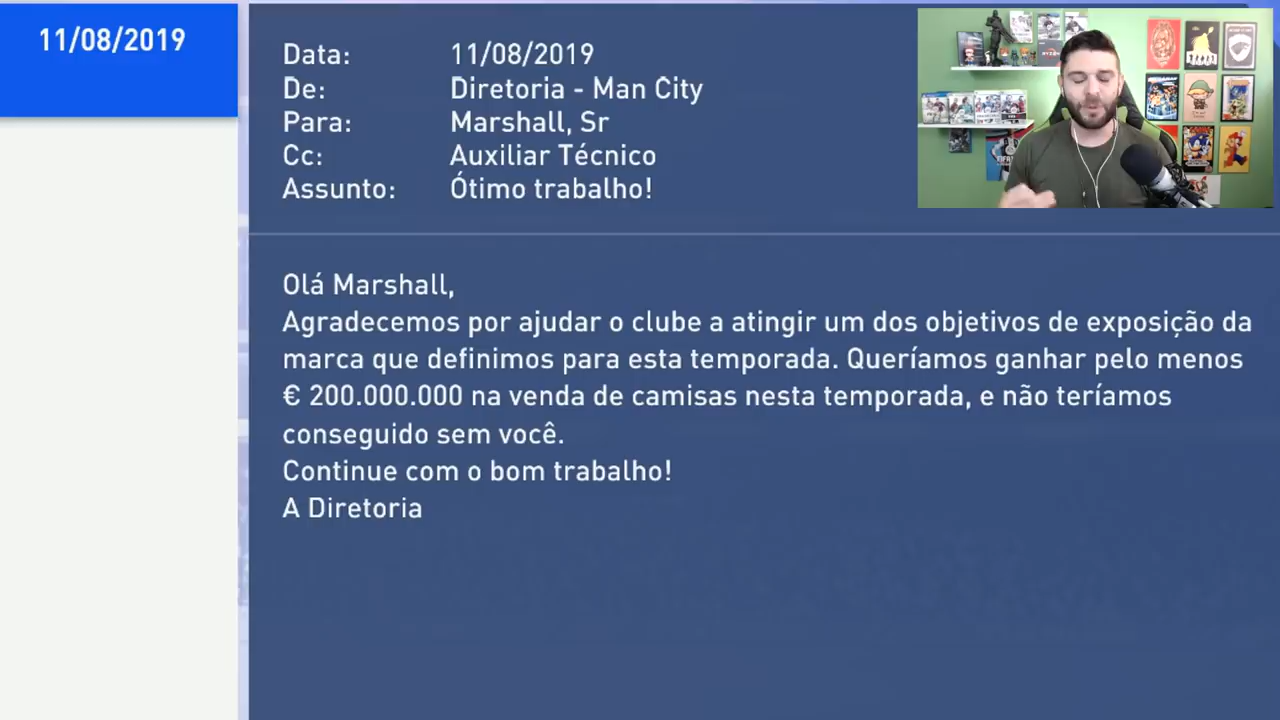 11/08/2019
Data: 11/08/2019
De: Diretoria - Man City
Para: Marshall, Sr
Cc: Auxiliar Técnico
Assunto: Ótimo trabalho!
Olá Marshall,
Agradecemos por ajudar o clube a atingir um dos objetivos de exposição da
marca que definimos para esta temporada. Queríamos ganhar pelo menos
€ 200.000.000 na venda de camisas nesta temporada, e não teríamos
conseguido sem você.
Continue com o bom trabalho!
A Diretoria